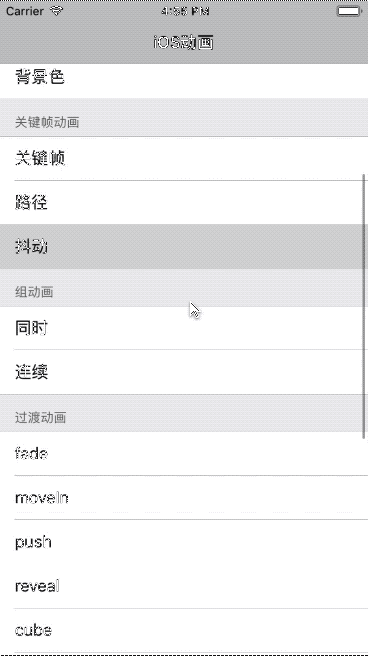 Carrier 4:56 PM
iOS动画
背景色
关键帧动画
关键帧
路径
抖动
组动画
同时
连续
过渡动画
fade
moveIn
push
reveal
cube